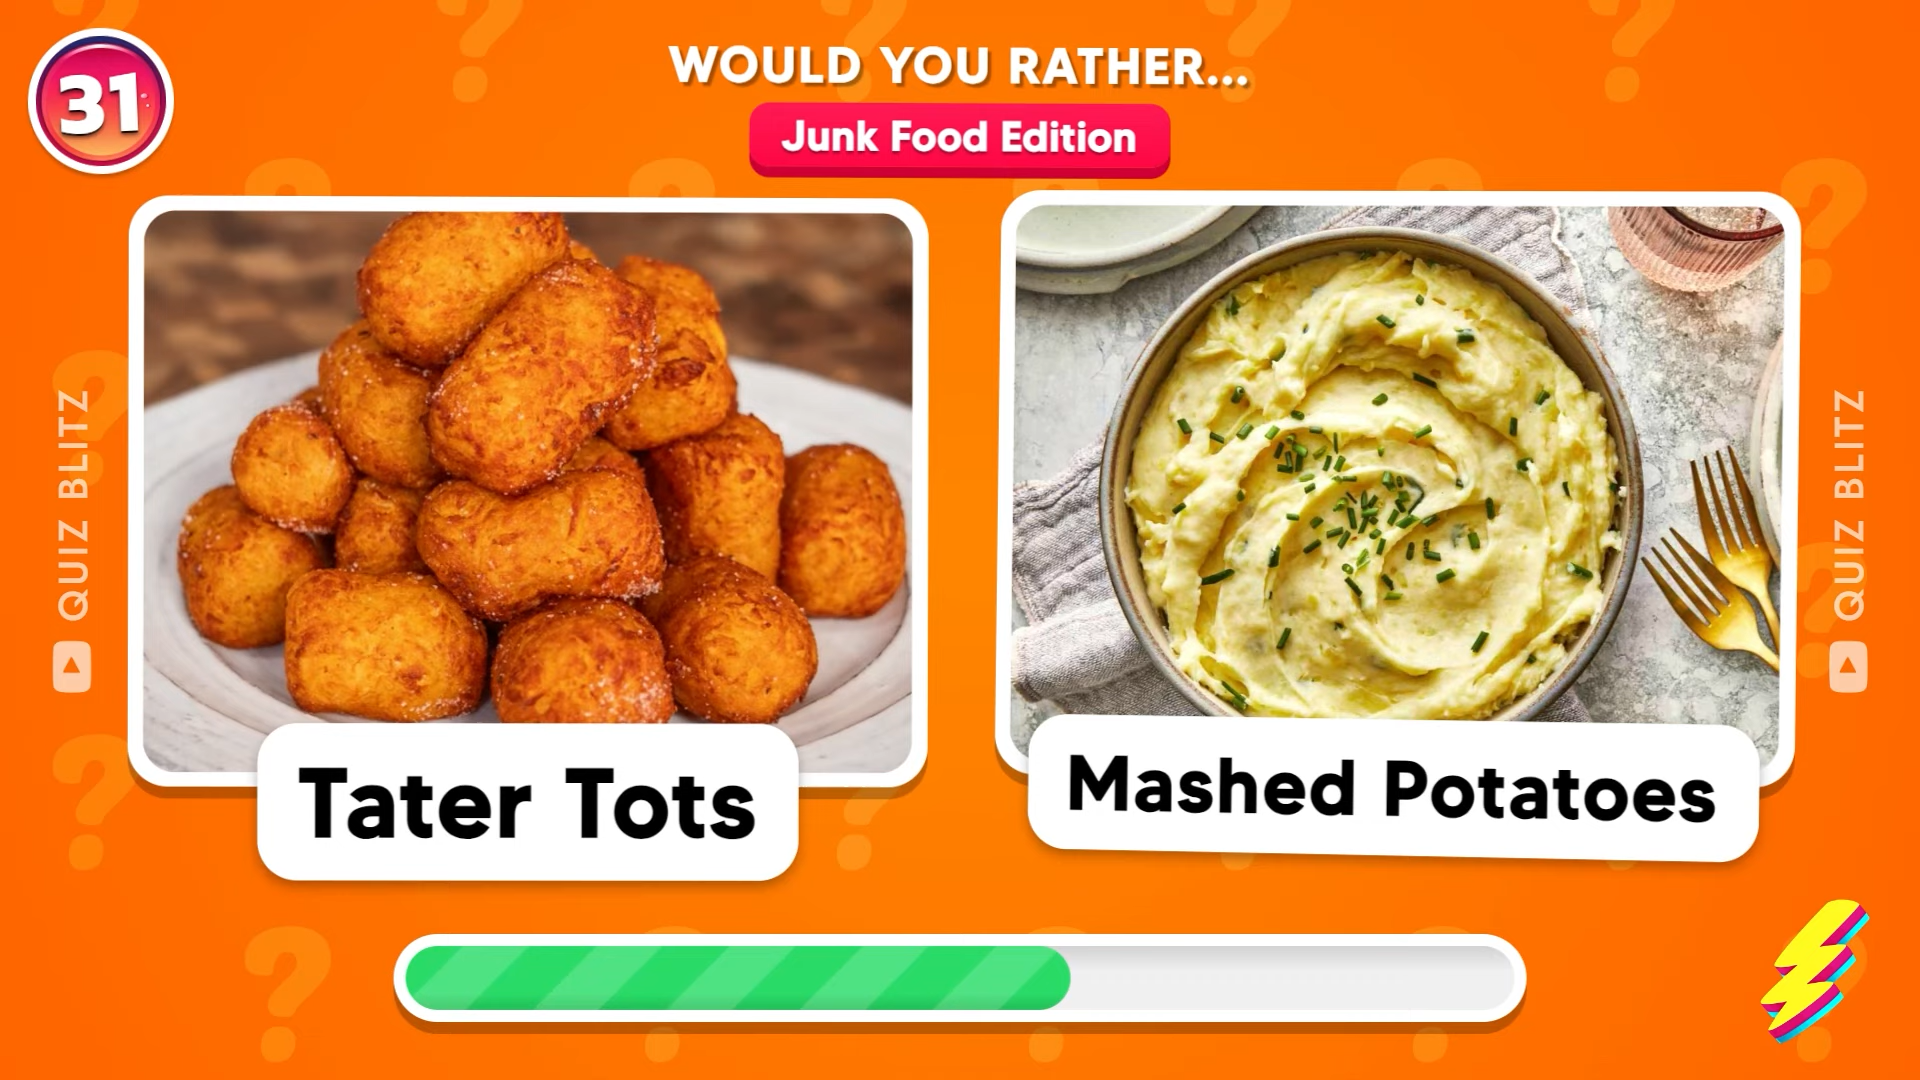 31
WOULD YOU RATHER...
Junk Food Edition
QUIZ BLITZ
QUIZ BLITZ
Tater Tots
Mashed Potatoes